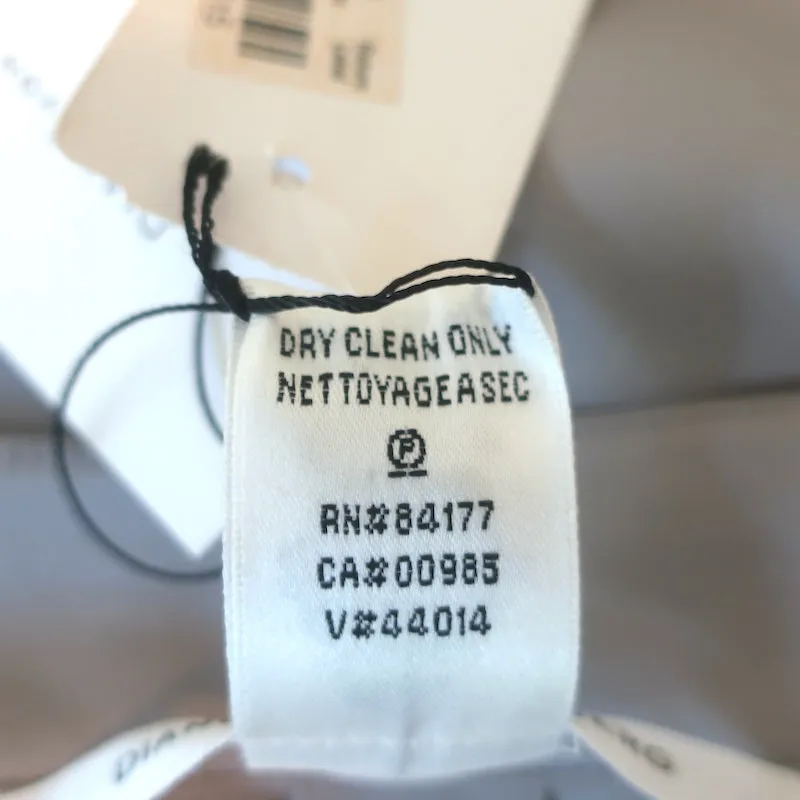 DRY CLEAN ONLY
NETTOYAGE A SEC
P
RN#84177
CA#00985
V#44014